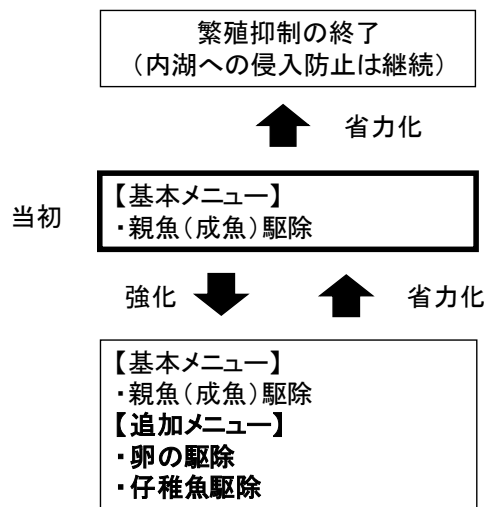 繁殖抑制の終了
（内湖への侵入防止は継続）
省力化
当初
【基本メニュー】
・親魚（成魚）駆除
強化
省力化
【基本メニュー】
・親魚（成魚）駆除
【追加メニュー】
・卵の駆除
・仔稚魚駆除